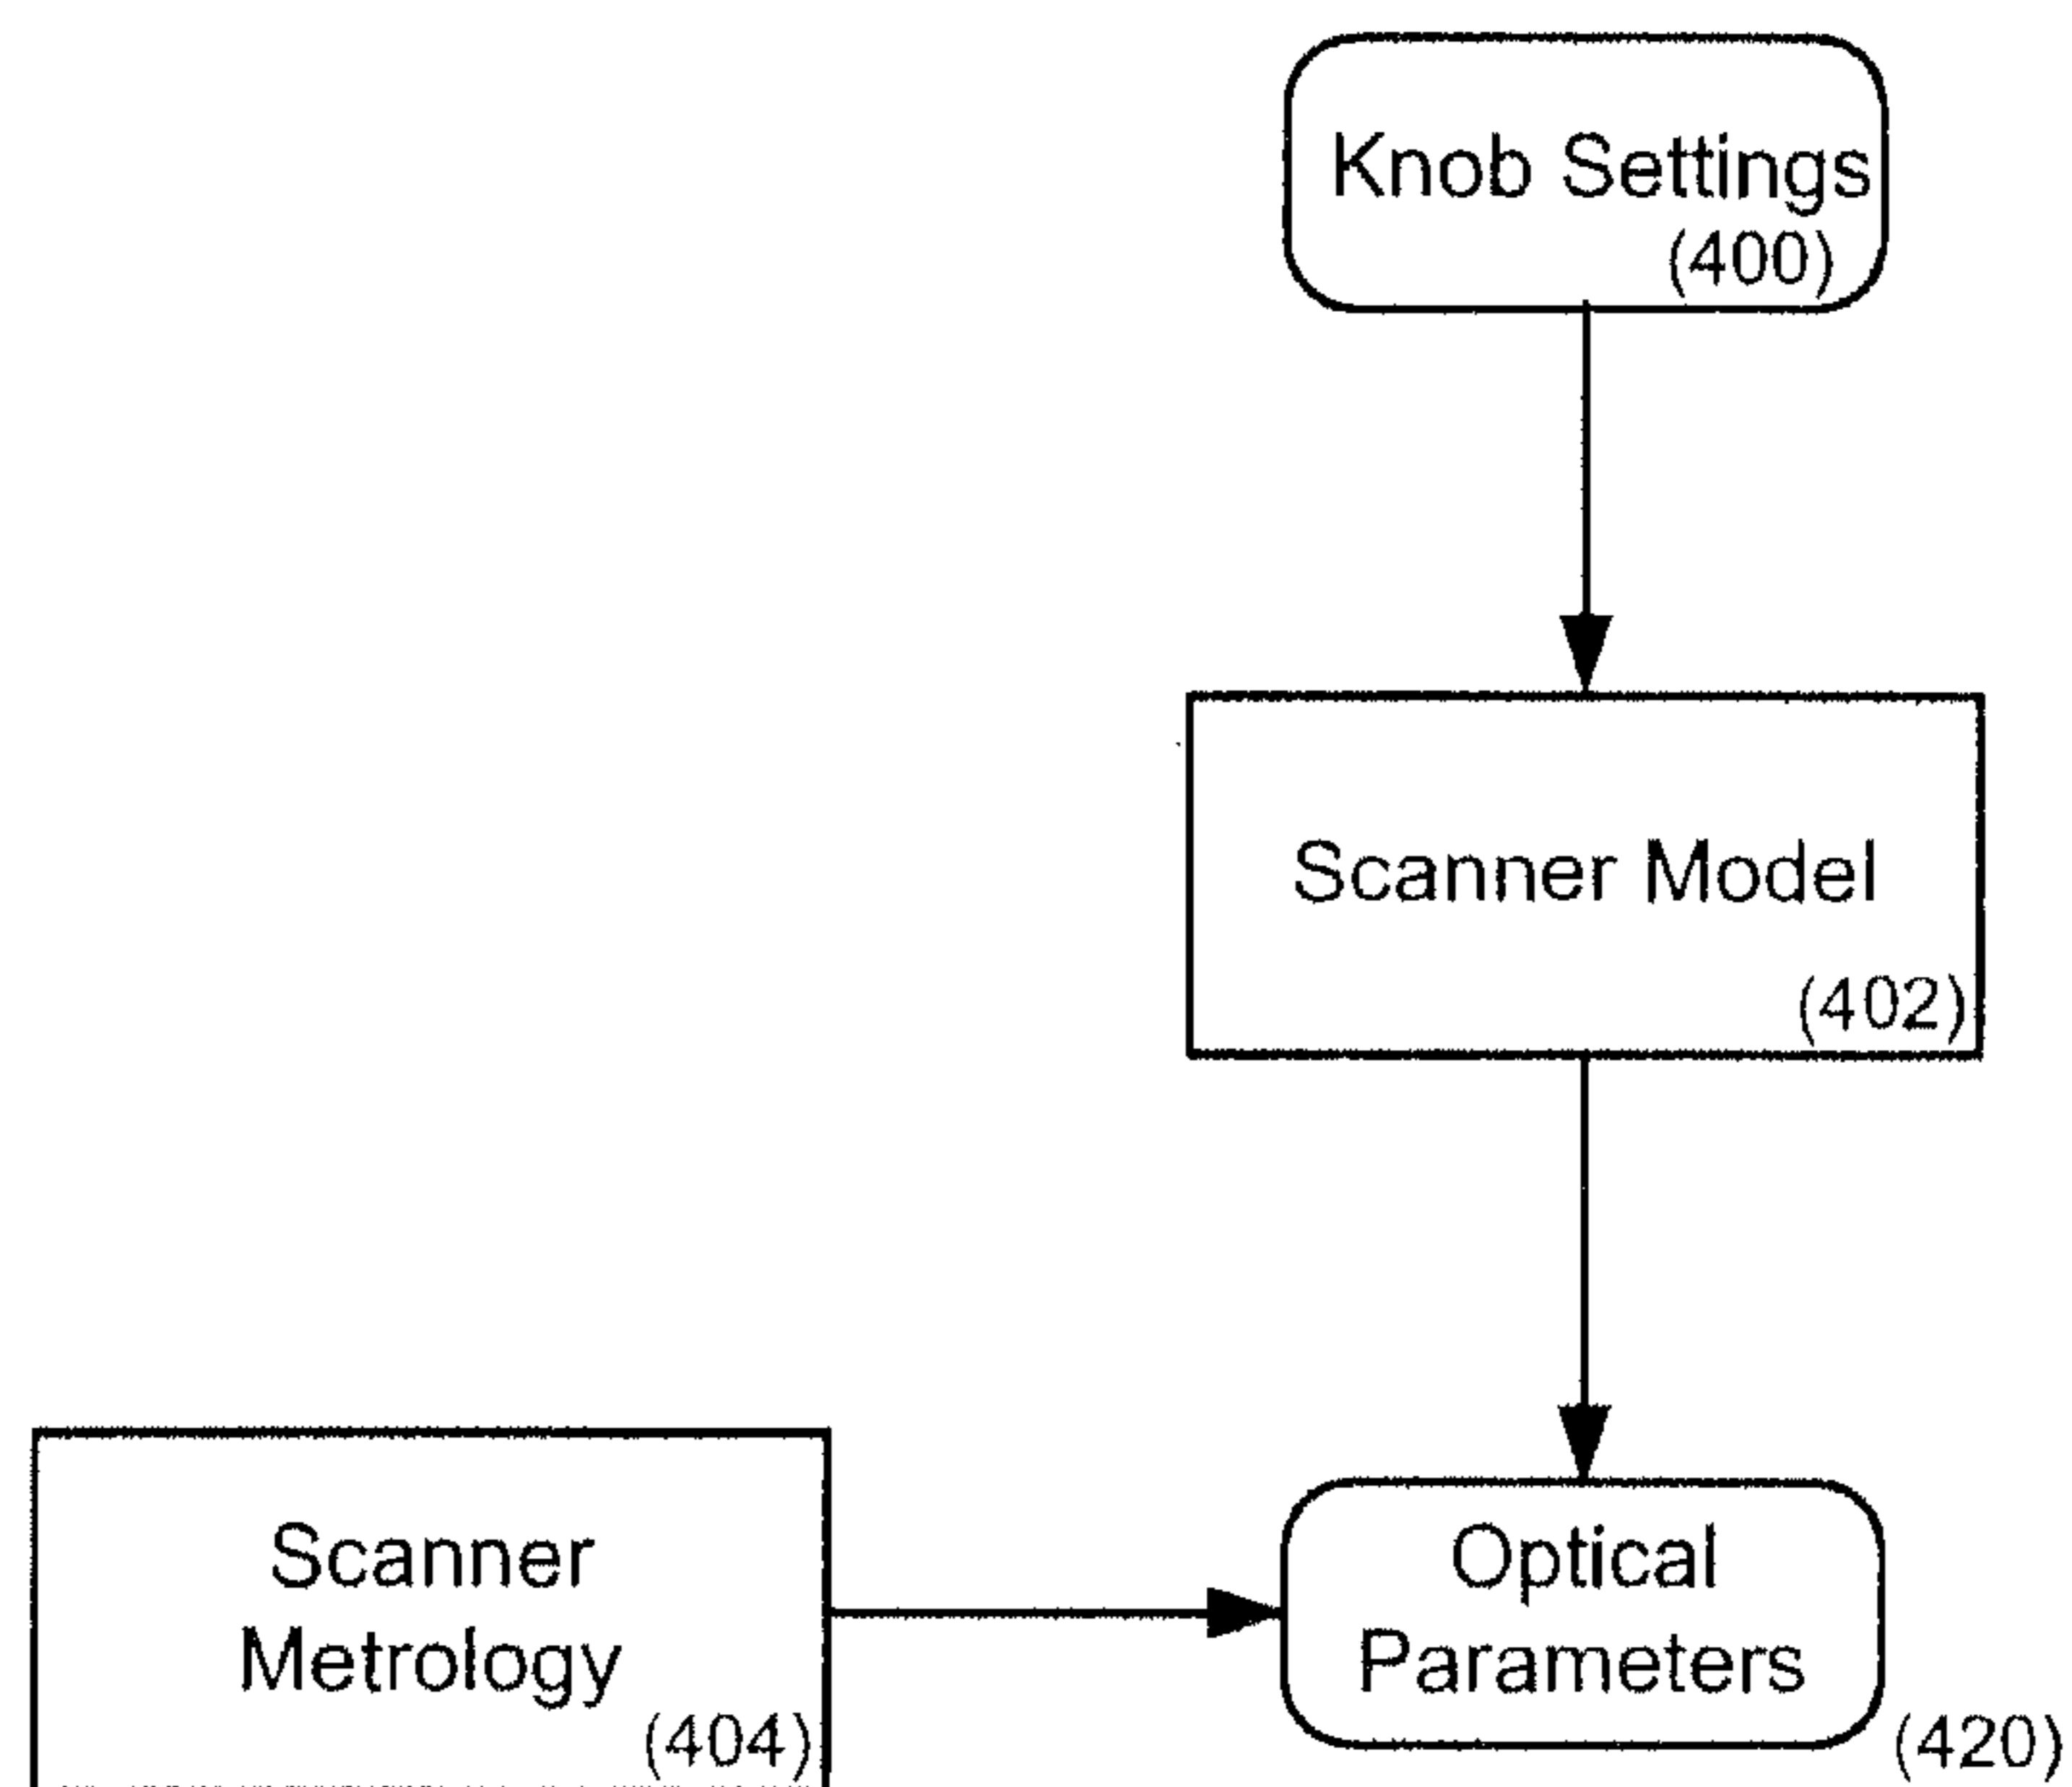 Knob Settings
(400)
Scanner Model
(402)
Scanner
Metrology
(404)
Optical
Parameters
(420)